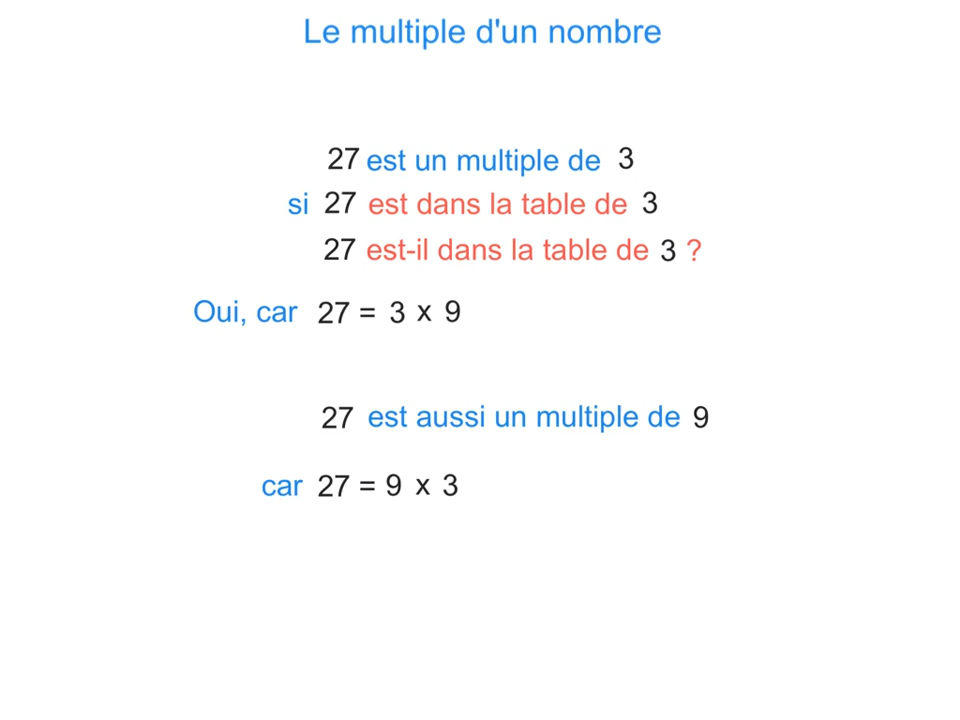 Le multiple d'un nombre
27 est un multiple de 3
si 27 est dans la table de 3
27 est-il dans la table de 3 ?
Oui, car 27 = 3 x 9
27 est aussi un multiple de 9
car 27 = 9 x 3